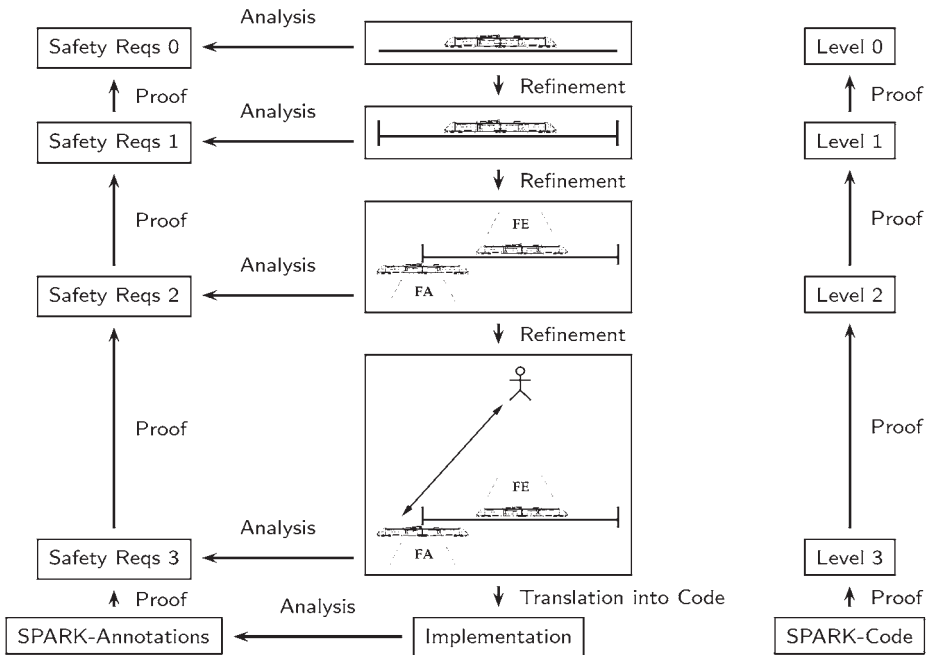 Analysis
Safety Reqs 0
Level 0
Proof
Refinement
Proof
Analysis
Safety Reqs 1
Level 1
Refinement
Proof
FE
Proof
Analysis
Safety Reqs 2
FA
Level 2
Refinement
Proof
Proof
FE
Analysis
Safety Reqs 3
FA
Level 3
Proof
Translation into Code
Proof
Analysis
SPARK-Annotations
Implementation
SPARK-Code